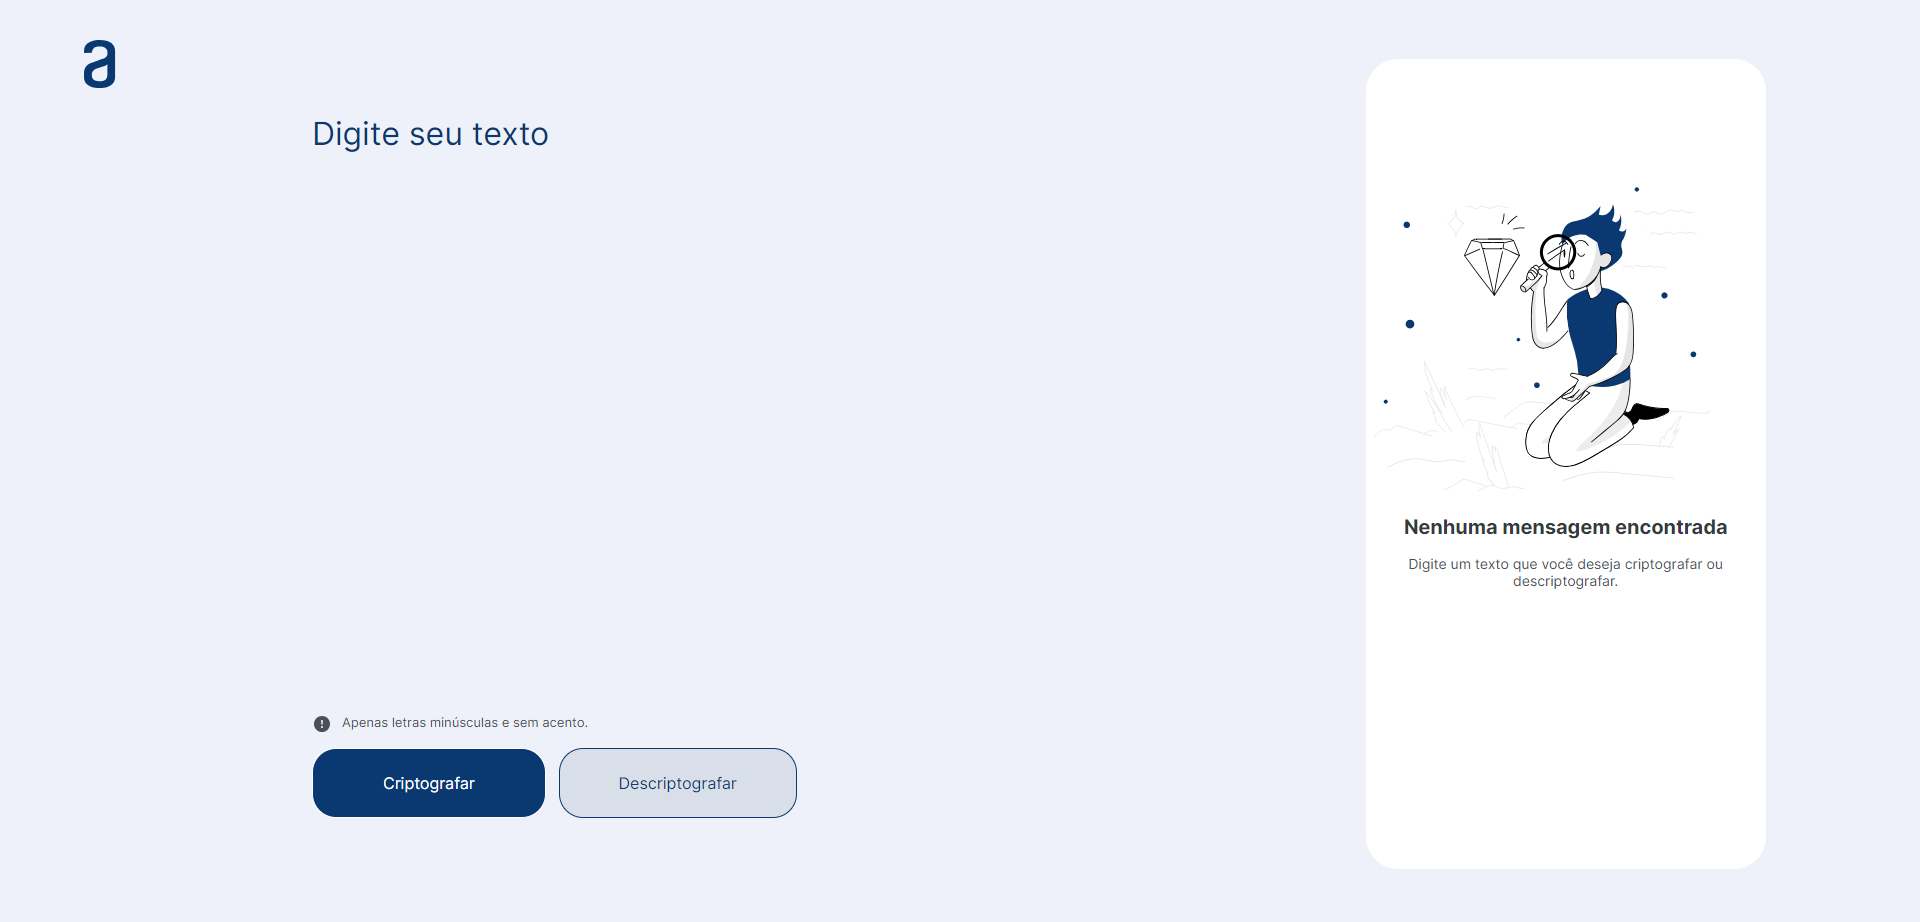 a
Digite seu texto
Apenas letras minúsculas e sem acento.
Criptografar
Descriptografar
Nenhuma mensagem encontrada
Digite um texto que você deseja criptografar ou
descriptografar.